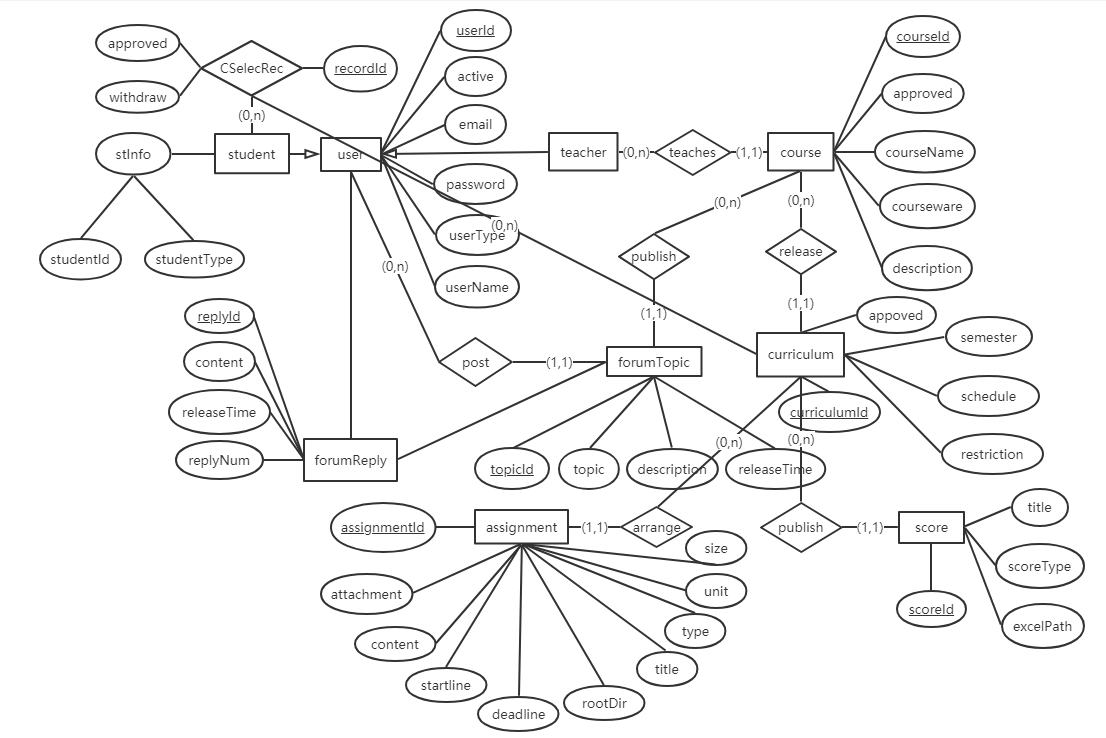 approved
withdraw
CSelecRec
recordId
(0,n)
userId
active
email
password
userType
(0,n)
userName
stInfo
student
user
studentId
studentType
teacher
(0,n)
teaches
(1,1)
course
courseId
approved
courseName
courseware
description
(0,n)
publish
(1,1)
(0,n)
release
(1,1)
(0,n)
post
(1,1)
forumTopic
curriculum
appoved
semester
schedule
restriction
curriculumId
replyId
content
releaseTime
replyNum
forumReply
topicId
topic
description
releaseTime
(0,n)
(0,n)
assignmentId
assignment
(1,1)
arrange
publish
(1,1)
score
title
scoreType
excelPath
scoreId
size
unit
type
title
rootDir
deadline
startline
content
attachment